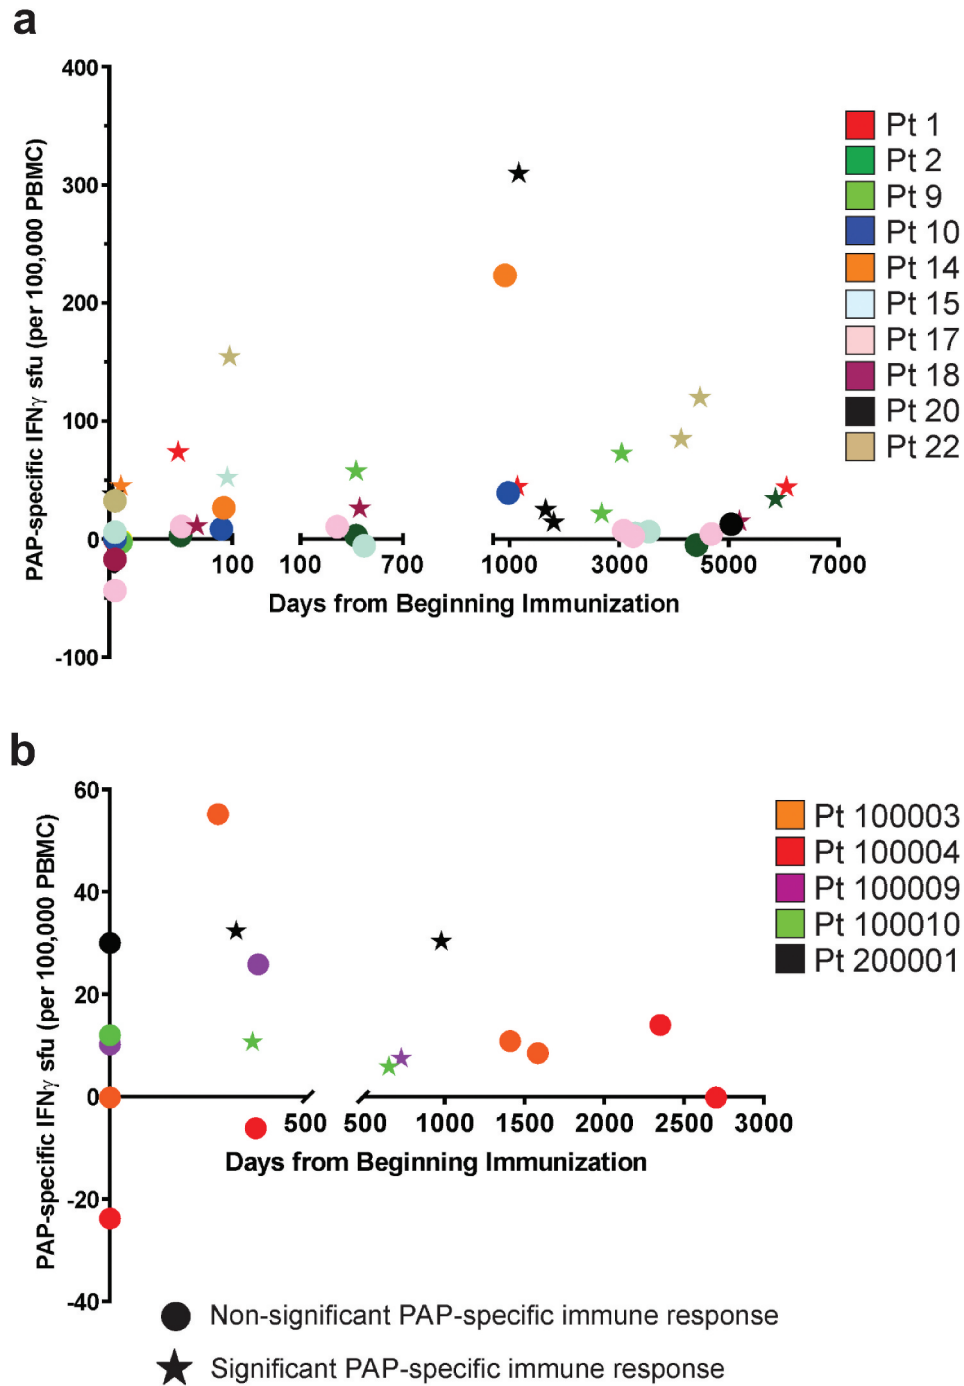 a
PAP-specific IFNγ sfu (per 100,000 PBMC)
400
300
200
100
0
-100
100
100
700
1000
3000
5000
7000
Days from Beginning Immunization
Pt 1
Pt 2
Pt 9
Pt 10
Pt 14
Pt 15
Pt 17
Pt 18
Pt 20
Pt 22
b
PAP-specific IFNγ sfu (per 100,000 PBMC)
60
40
20
0
-20
-40
500
500
1000
1500
2000
2500
3000
Days from Beginning Immunization
Pt 100003
Pt 100004
Pt 100009
Pt 100010
Pt 200001
Non-significant PAP-specific immune response
Significant PAP-specific immune response